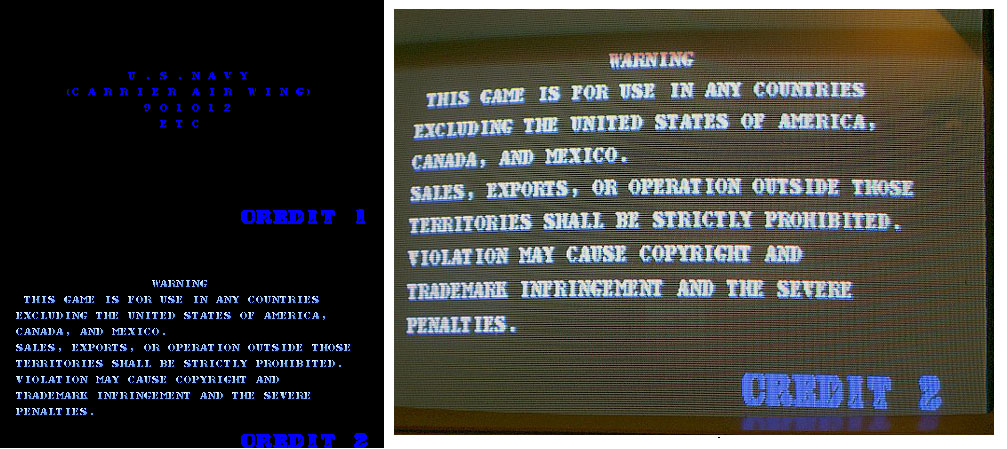 U.S.NAVY
(CARRIER AIR WING)
901012
ETC
CREDIT 1
WARNING
THIS GAME IS FOR USE IN ANY COUNTRIES
EXCLUDING THE UNITED STATES OF AMERICA,
CANADA, AND MEXICO.
SALES, EXPORTS, OR OPERATION OUTSIDE THOSE
TERRITORIES SHALL BE STRICTLY PROHIBITED.
VIOLATION MAY CAUSE COPYRIGHT AND
TRADEMARK INFRINGEMENT AND THE SEVERE
PENALTIES.
CREDIT 2
WARNING
THIS GAME IS FOR USE IN ANY COUNTRIES
EXCLUDING THE UNITED STATES OF AMERICA,
CANADA, AND MEXICO.
SALES, EXPORTS, OR OPERATION OUTSIDE THOSE
TERRITORIES SHALL BE STRICTLY PROHIBITED.
VIOLATION MAY CAUSE COPYRIGHT AND
TRADEMARK INFRINGEMENT AND THE SEVERE
PENALTIES.
CREDIT 2